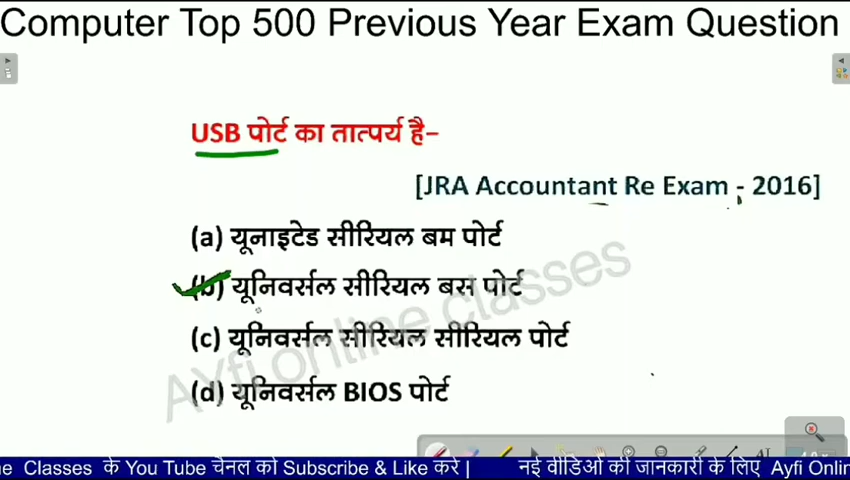 Computer Top 500 Previous Year Exam Question
USB पोर्ट का तात्पर्य है–
[JRA Accountant Re Exam - 2016]
(a) यूनाइटेड सीरियल बम पोर्ट
(b) यूनिवर्सल सीरियल बस पोर्ट
(c) यूनिवर्सल सीरियल सीरियल पोर्ट
(d) यूनिवर्सल BIOS पोर्ट
AYfi online classes
ne Classes के You Tube चैनल को Subscribe & Like करे | नई वीडिओं की जानकारी के लिए Ayfi Onlin